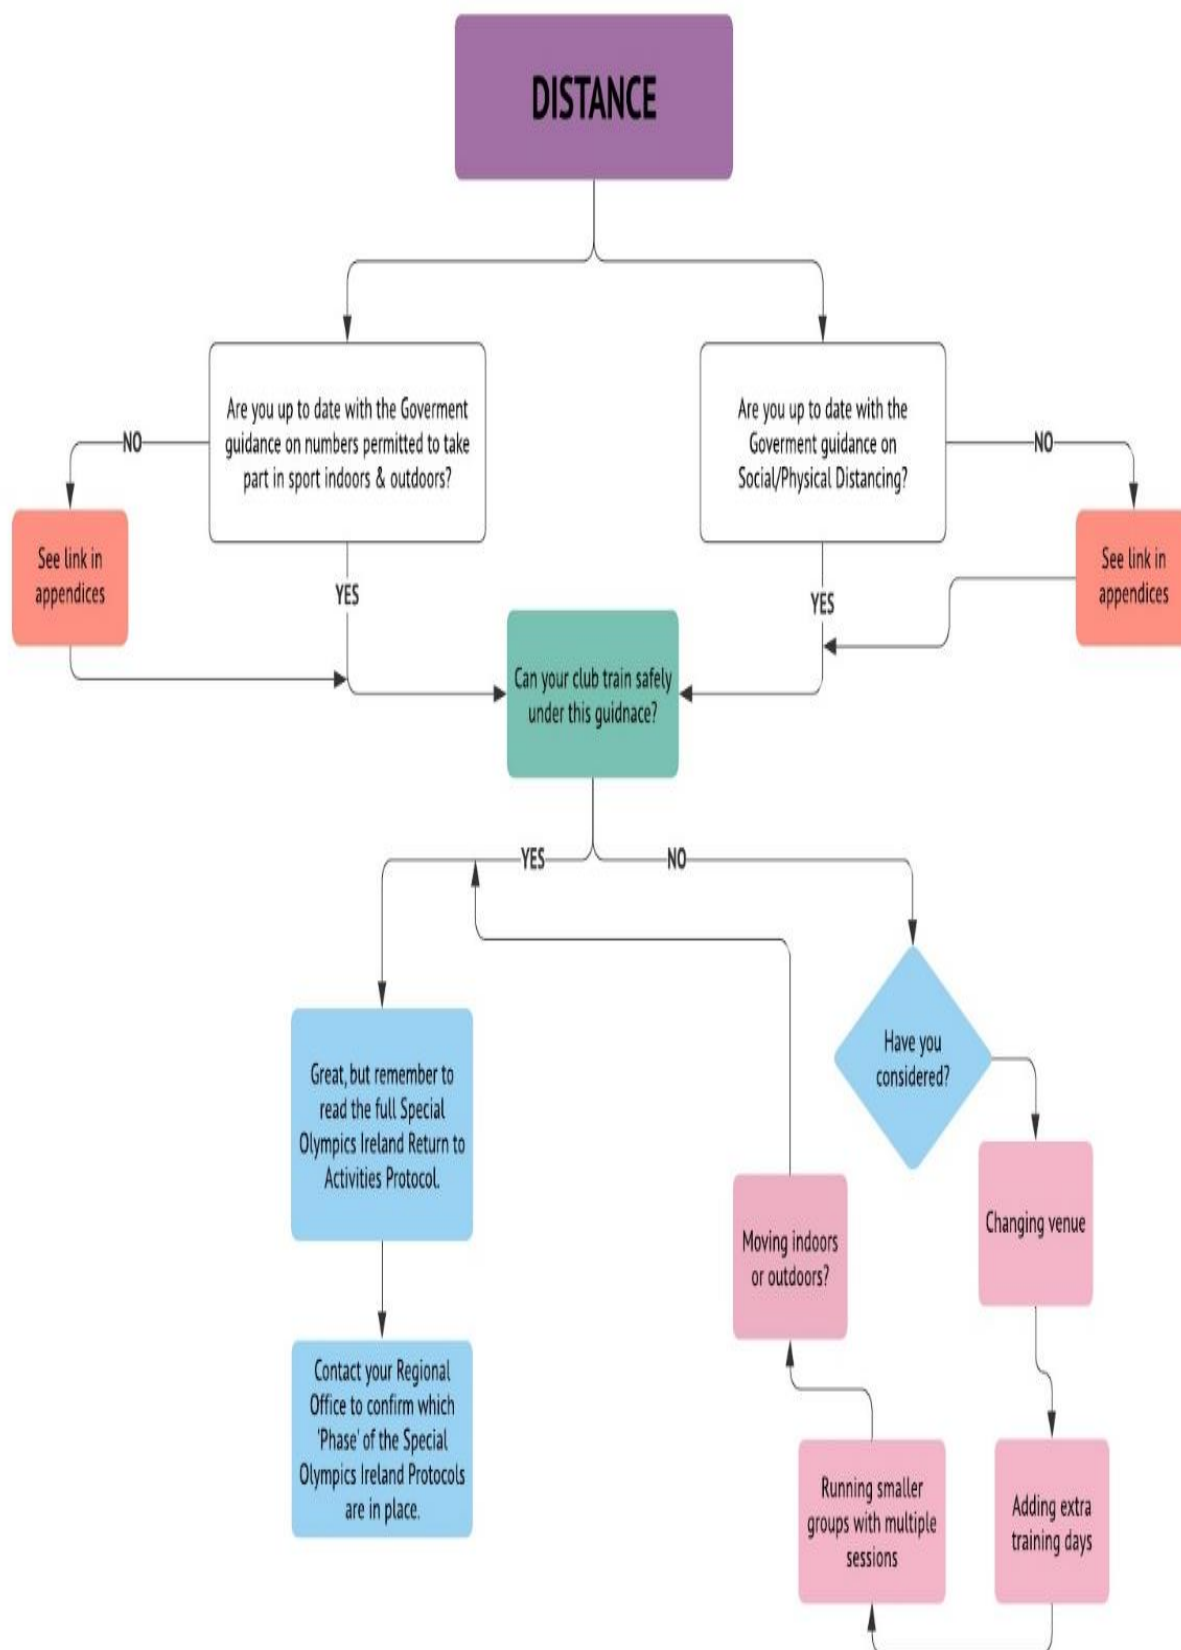 DISTANCE
Are you up to date with the Goverment
guidance on numbers permitted to take
part in sport indoors & outdoors?
Are you up to date with the
Goverment guidance on
Social/Physical Distancing?
NO
NO
See link in
appendices
See link in
appendices
YES
YES
Can your club train safely
under this guidnace?
YES
NO
Great, but remember to
read the full Special
Olympics Ireland Return to
Activities Protocol.
Have you
considered?
Changing venue
Moving indoors
or outdoors?
Contact your Regional
Office to confirm which
'Phase' of the Special
Olympics Ireland Protocols
are in place.
Running smaller
groups with multiple
sessions
Adding extra
training days